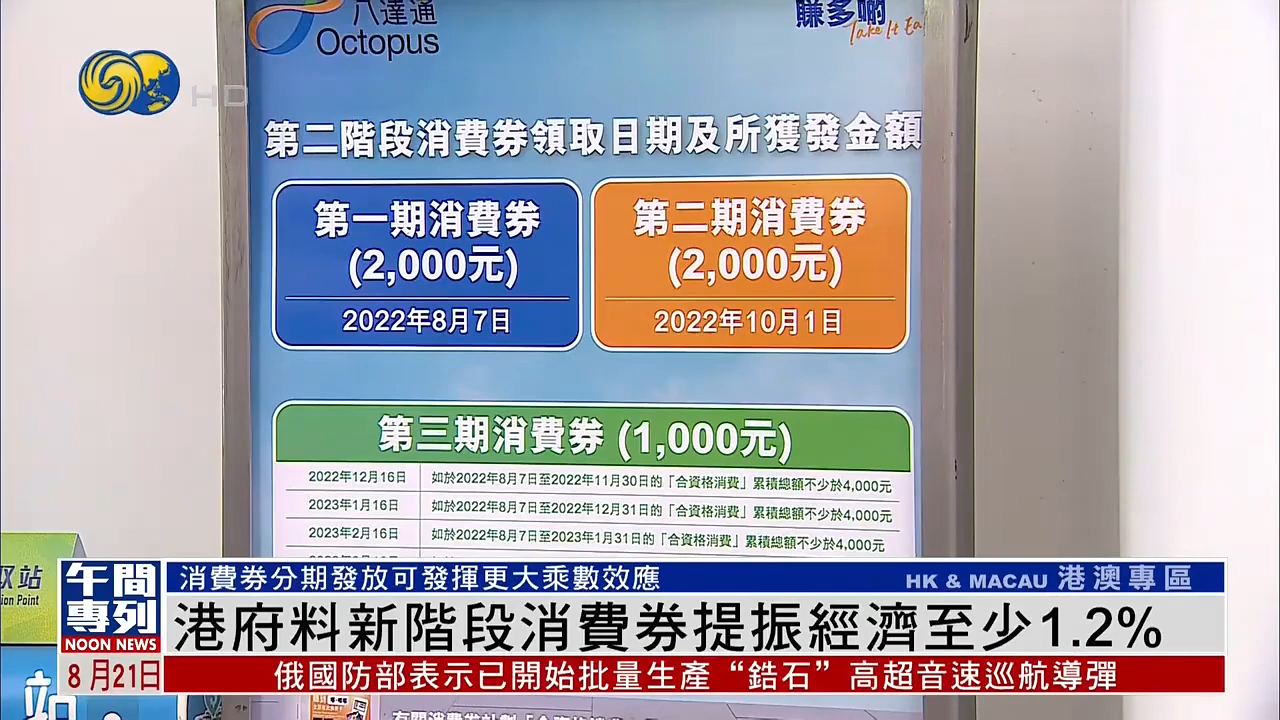 八達通
Octopus
賺多啲
Take It Ea
HD
第二階段消費券領取日期及所獲發金額
第一期消費券
(2,000元)
2022年8月7日
第二期消費券
(2,000元)
2022年10月1日
第三期消費券 (1,000元)
2022年12月16日 如於2022年8月7日至2022年11月30日的「合資格消費」累積總額不少於4,000元
2023年1月16日 如於2022年8月7日至2022年12月31日的「合資格消費」累積總額不少於4,000元
2023年2月16日 如於2022年8月7日至2023年1月31日的「合資格消費」累積總額不少於4,000元
取站
ion Point
午間專列
NOON NEWS
消費券分期發放可發揮更大乘數效應
HK & MACAU 港澳專區
港府料新階段消費券提振經濟至少1.2%
8月21日
俄國防部表示已開始批量生產“鋯石”高超音速巡航導彈
站